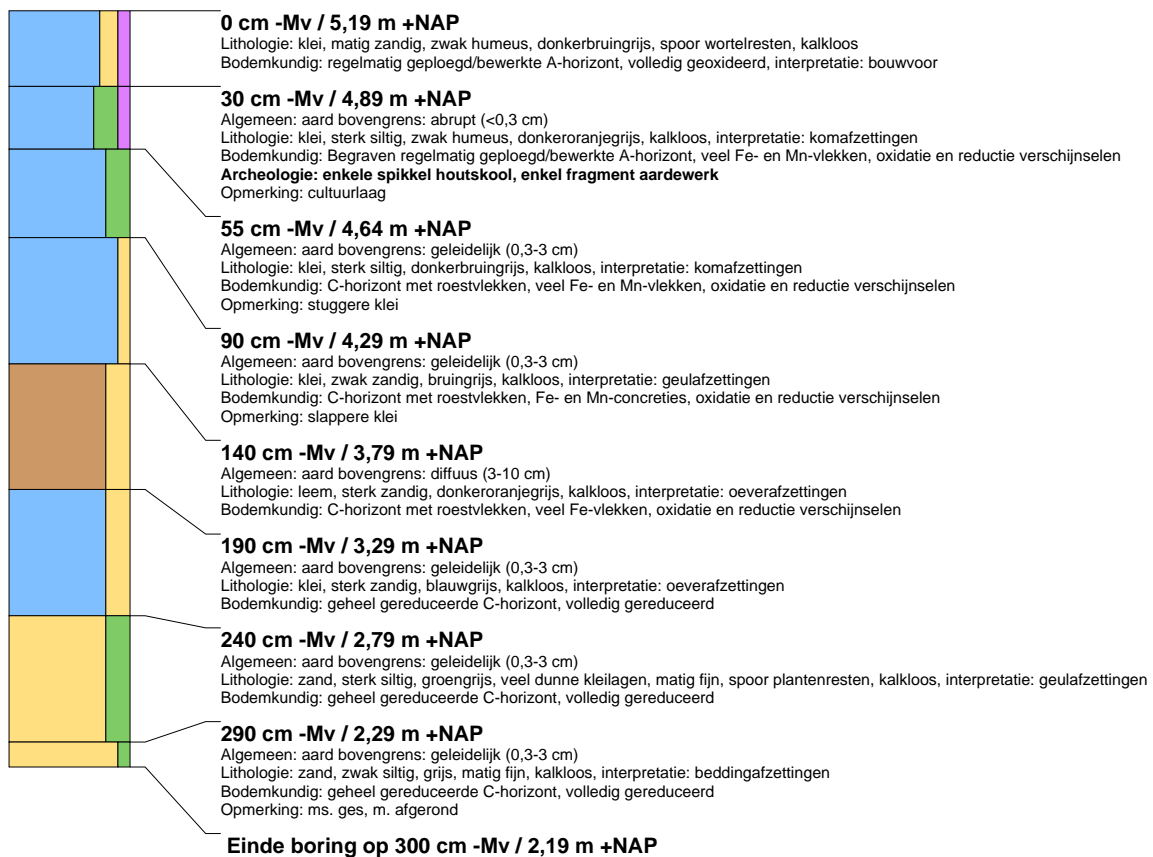 0 cm -Mv / 5,19 m +NAP
Lithologie: klei, matig zandig, zwak humeus, donkerbruingrijs, spoor wortelresten, kalkloos
Bodemkundig: regelmatig geploegd/bewerkte A-horizont, volledig geoxideerd, interpretatie: bouwvoor
30 cm -Mv / 4,89 m +NAP
Algemeen: aard bovengrens: abrupt (<0,3 cm)
Lithologie: klei, sterk siltig, zwak humeus, donkeroranjegrijs, kalkloos, interpretatie: komafzettingen
Bodemkundig: Begraven regelmatig geploegd/bewerkte A-horizont, veel Fe- en Mn-vlekken, oxidatie en reductie verschijnselen
Archeologie: enkele spikkel houtskool, enkel fragment aardewerk
Opmerking: cultuurlaag
55 cm -Mv / 4,64 m +NAP
Algemeen: aard bovengrens: geleidelijk (0,3-3 cm)
Lithologie: klei, sterk siltig, donkerbruingrijs, kalkloos, interpretatie: komafzettingen
Bodemkundig: C-horizont met roestvlekken, veel Fe- en Mn-vlekken, oxidatie en reductie verschijnselen
Opmerking: stuggere klei
90 cm -Mv / 4,29 m +NAP
Algemeen: aard bovengrens: geleidelijk (0,3-3 cm)
Lithologie: klei, zwak zandig, bruingrijs, kalkloos, interpretatie: geulafzettingen
Bodemkundig: C-horizont met roestvlekken, Fe- en Mn-concreties, oxidatie en reductie verschijnselen
Opmerking: slappere klei
140 cm -Mv / 3,79 m +NAP
Algemeen: aard bovengrens: diffuus (3-10 cm)
Lithologie: leem, sterk zandig, donkeroranjegrijs, kalkloos, interpretatie: oeverafzettingen
Bodemkundig: C-horizont met roestvlekken, veel Fe-vlekken, oxidatie en reductie verschijnselen
190 cm -Mv / 3,29 m +NAP
Algemeen: aard bovengrens: geleidelijk (0,3-3 cm)
Lithologie: klei, sterk zandig, blauwgrijs, kalkloos, interpretatie: oeverafzettingen
Bodemkundig: geheel gereduceerde C-horizont, volledig gereduceerd
240 cm -Mv / 2,79 m +NAP
Algemeen: aard bovengrens: geleidelijk (0,3-3 cm)
Lithologie: zand, sterk siltig, groengrijs, veel dunne kleilagen, matig fijn, spoor plantenresten, kalkloos, interpretatie: geulafzettingen
Bodemkundig: geheel gereduceerde C-horizont, volledig gereduceerd
290 cm -Mv / 2,29 m +NAP
Algemeen: aard bovengrens: geleidelijk (0,3-3 cm)
Lithologie: zand, zwak siltig, grijs, matig fijn, kalkloos, interpretatie: beddingafzettingen
Bodemkundig: geheel gereduceerde C-horizont, volledig gereduceerd
Opmerking: ms. ges, m. afgerond
Einde boring op 300 cm -Mv / 2,19 m +NAP